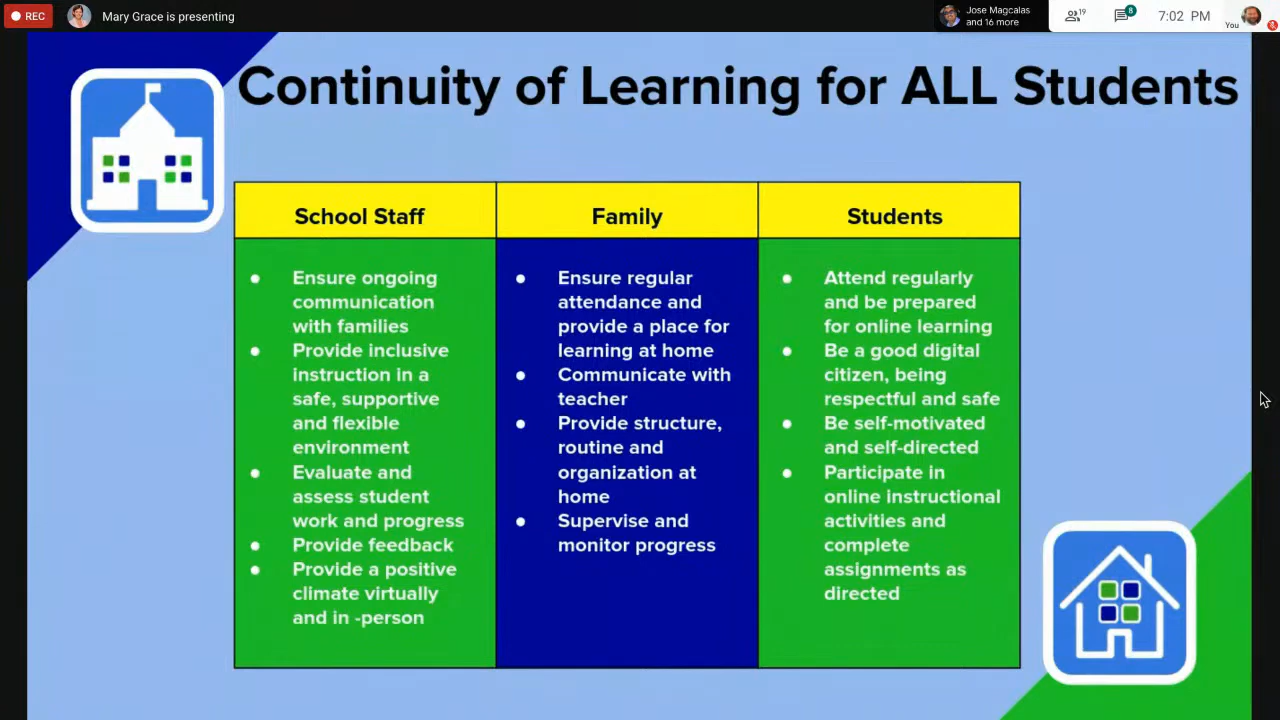 REC
Mary Grace is presenting
Jose Magcalas
and 16 more
19
8
7:02 PM
You
Continuity of Learning for ALL Students
School Staff
Family
Students
● Ensure ongoing
communication
with families
● Provide inclusive
instruction in a
safe, supportive
and flexible
environment
● Evaluate and
assess student
work and progress
● Provide feedback
● Provide a positive
climate virtually
and in -person
● Ensure regular
attendance and
provide a place for
learning at home
● Communicate with
teacher
● Provide structure,
routine and
organization at
home
● Supervise and
monitor progress
● Attend regularly
and be prepared
for online learning
● Be a good digital
citizen, being
respectful and safe
● Be self-motivated
and self-directed
● Participate in
online instructional
activities and
complete
assignments as
directed